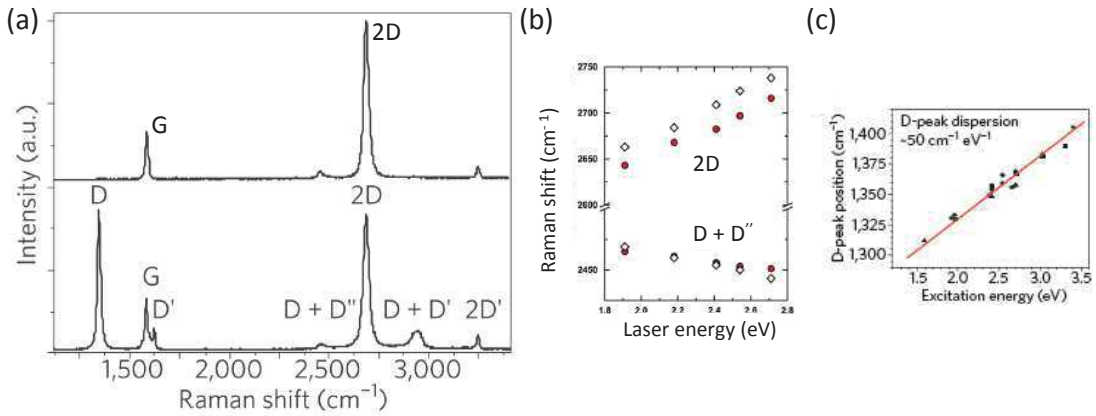 (a)
2D
G
D
2D
G
D'
D + D''
D + D'
2D'
Intensity (a.u.)
1,500
2,000
2,500
3,000
Raman shift (cm⁻¹)
(b)
2750
2700
2650
2600
2450
2D
D + D''
Raman shift (cm⁻¹)
1.8
2.0
2.2
2.4
2.6
2.8
Laser energy (eV)
(c)
D-peak dispersion
~50 cm⁻¹ eV⁻¹
1,400
1,375
1,350
1,325
1,300
D-peak position (cm⁻¹)
1.5
2.0
2.5
3.0
3.5
Excitation energy (eV)